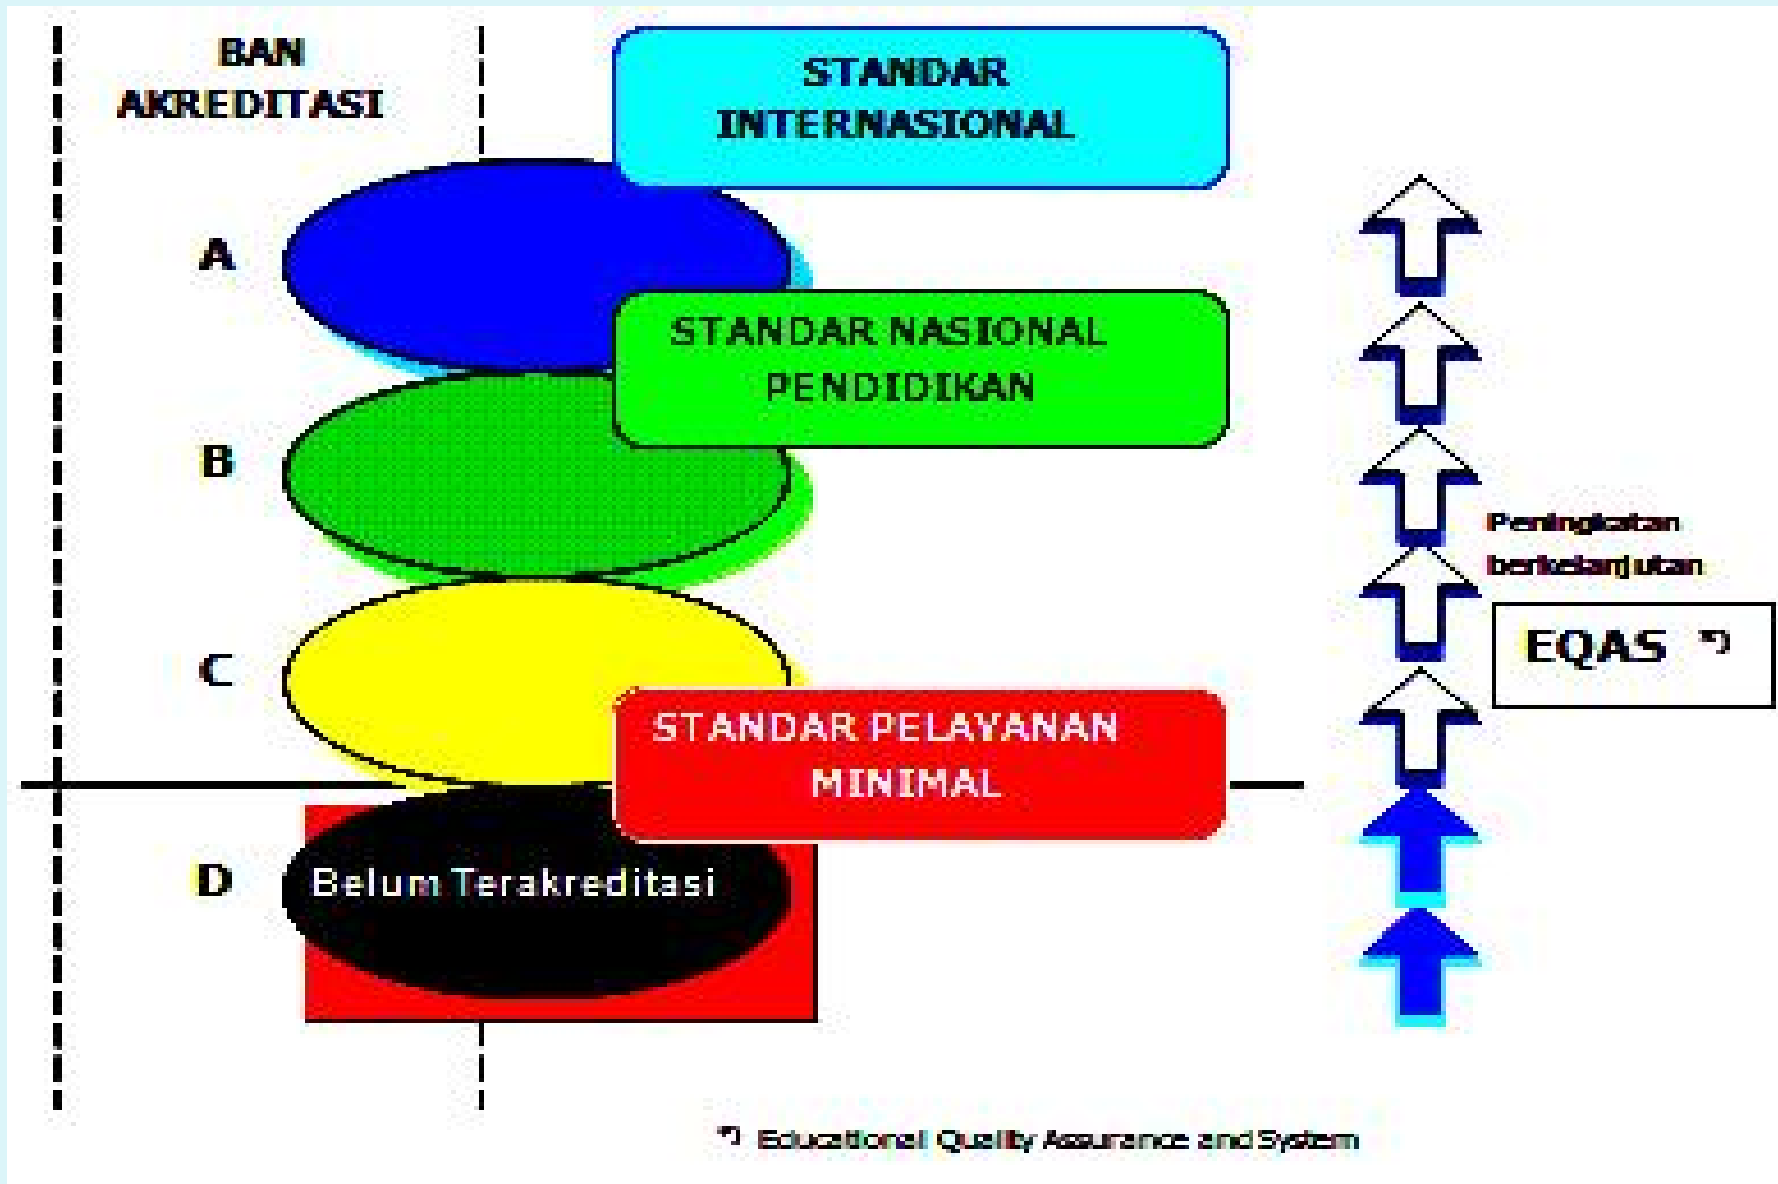 BAN
AKREDITASI
STANDAR
INTERNASIONAL
A
STANDAR NASIONAL
PENDIDIKAN
B
Peningkatan
berkelanjutan
EQAS *)
C
STANDAR PELAYANAN
MINIMAL
D
Belum Terakreditasi
*) Educational Quality Assurance and System